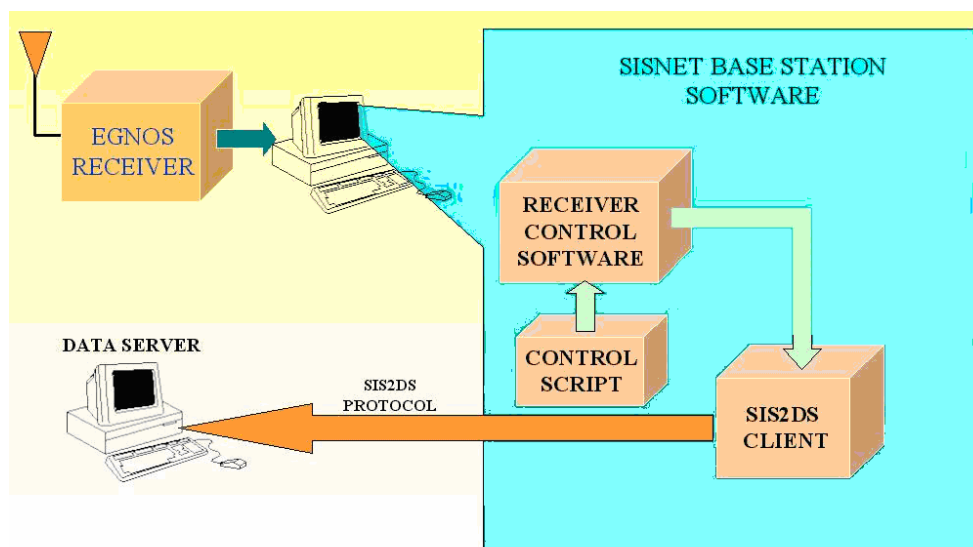 SISNET BASE STATION
SOFTWARE
EGNOS
RECEIVER
RECEIVER
CONTROL
SOFTWARE
CONTROL
SCRIPT
DATA SERVER
SIS2DS
PROTOCOL
SIS2DS
CLIENT